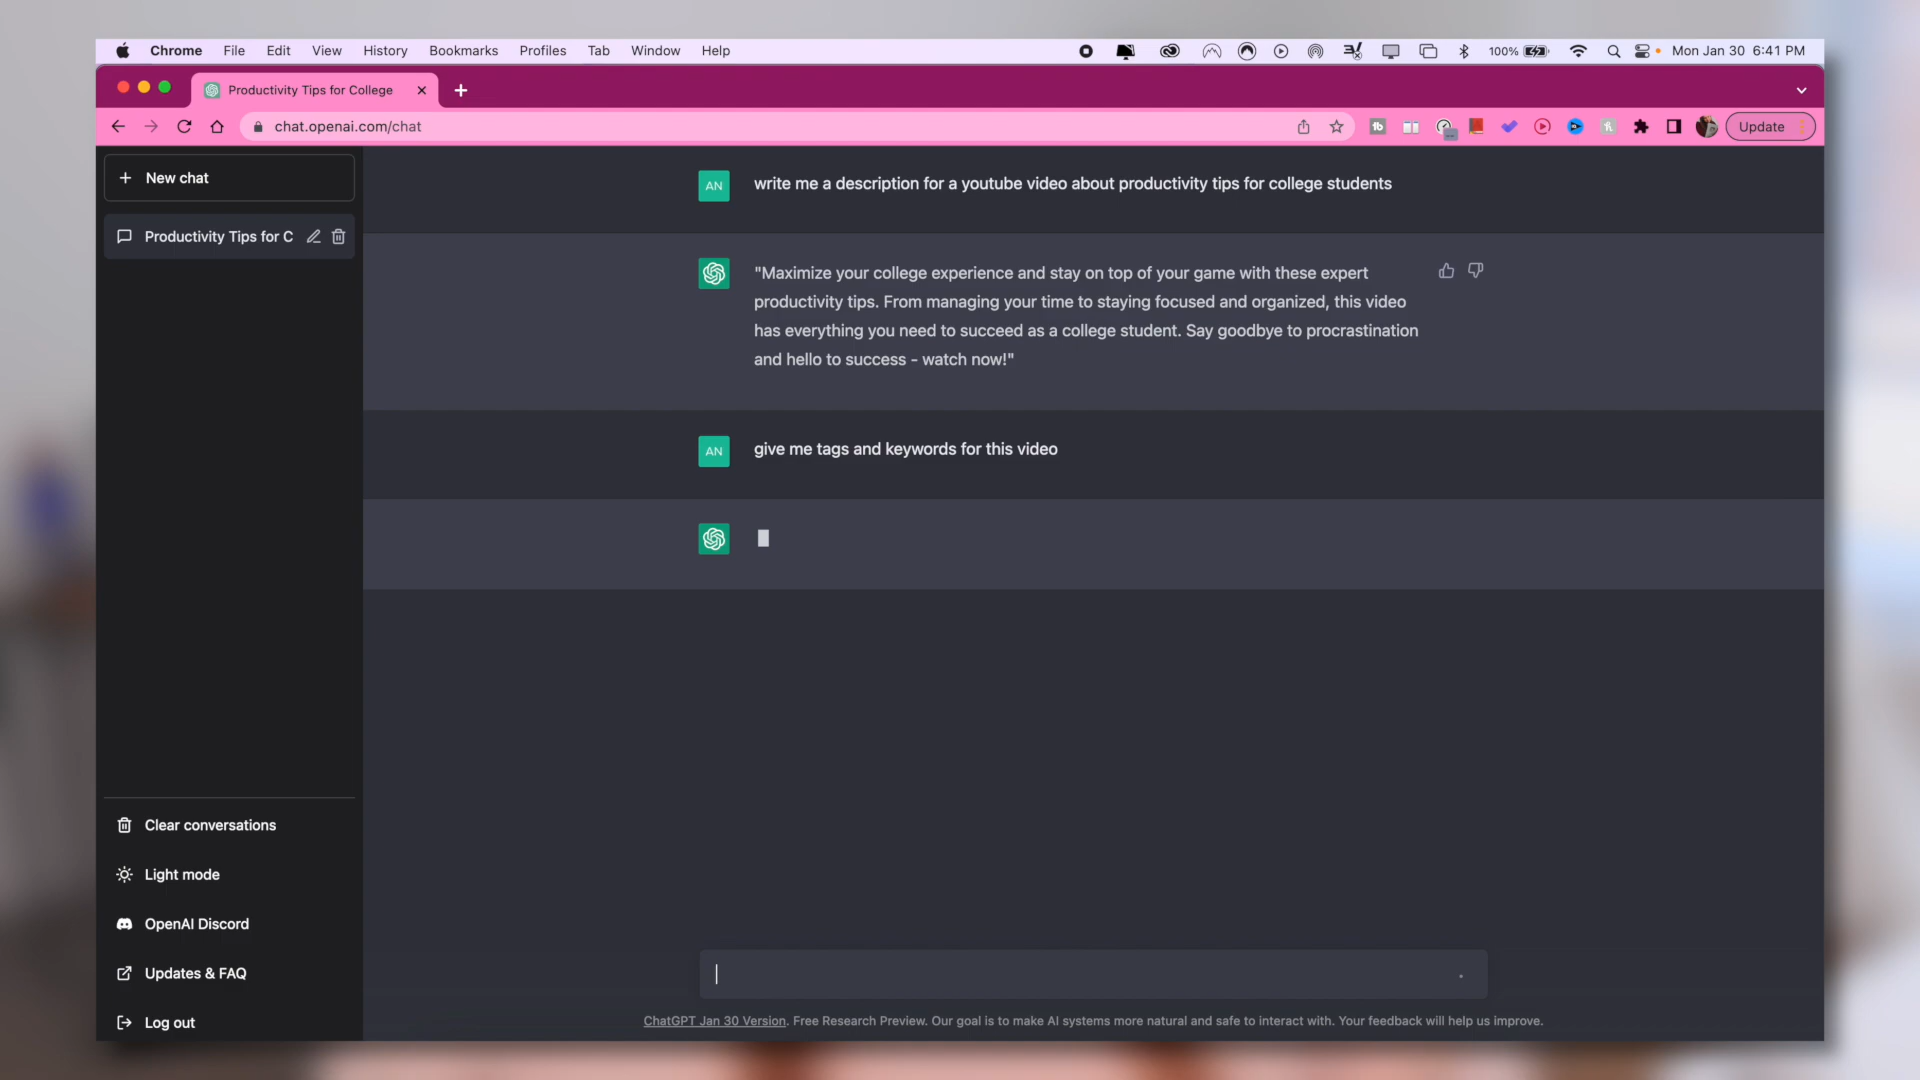 Chrome File Edit View History Bookmarks Profiles Tab Window Help 100% Mon Jan 30 6:41 PM
Productivity Tips for College
chat.openai.com/chat Update
New chat
Productivity Tips for C
AN write me a description for a youtube video about productivity tips for college students
"Maximize your college experience and stay on top of your game with these expert
productivity tips. From managing your time to staying focused and organized, this video
has everything you need to succeed as a college student. Say goodbye to procrastination
and hello to success - watch now!"
AN give me tags and keywords for this video
Clear conversations
Light mode
OpenAI Discord
Updates & FAQ
Log out
ChatGPT Jan 30 Version. Free Research Preview. Our goal is to make AI systems more natural and safe to interact with. Your feedback will help us improve.